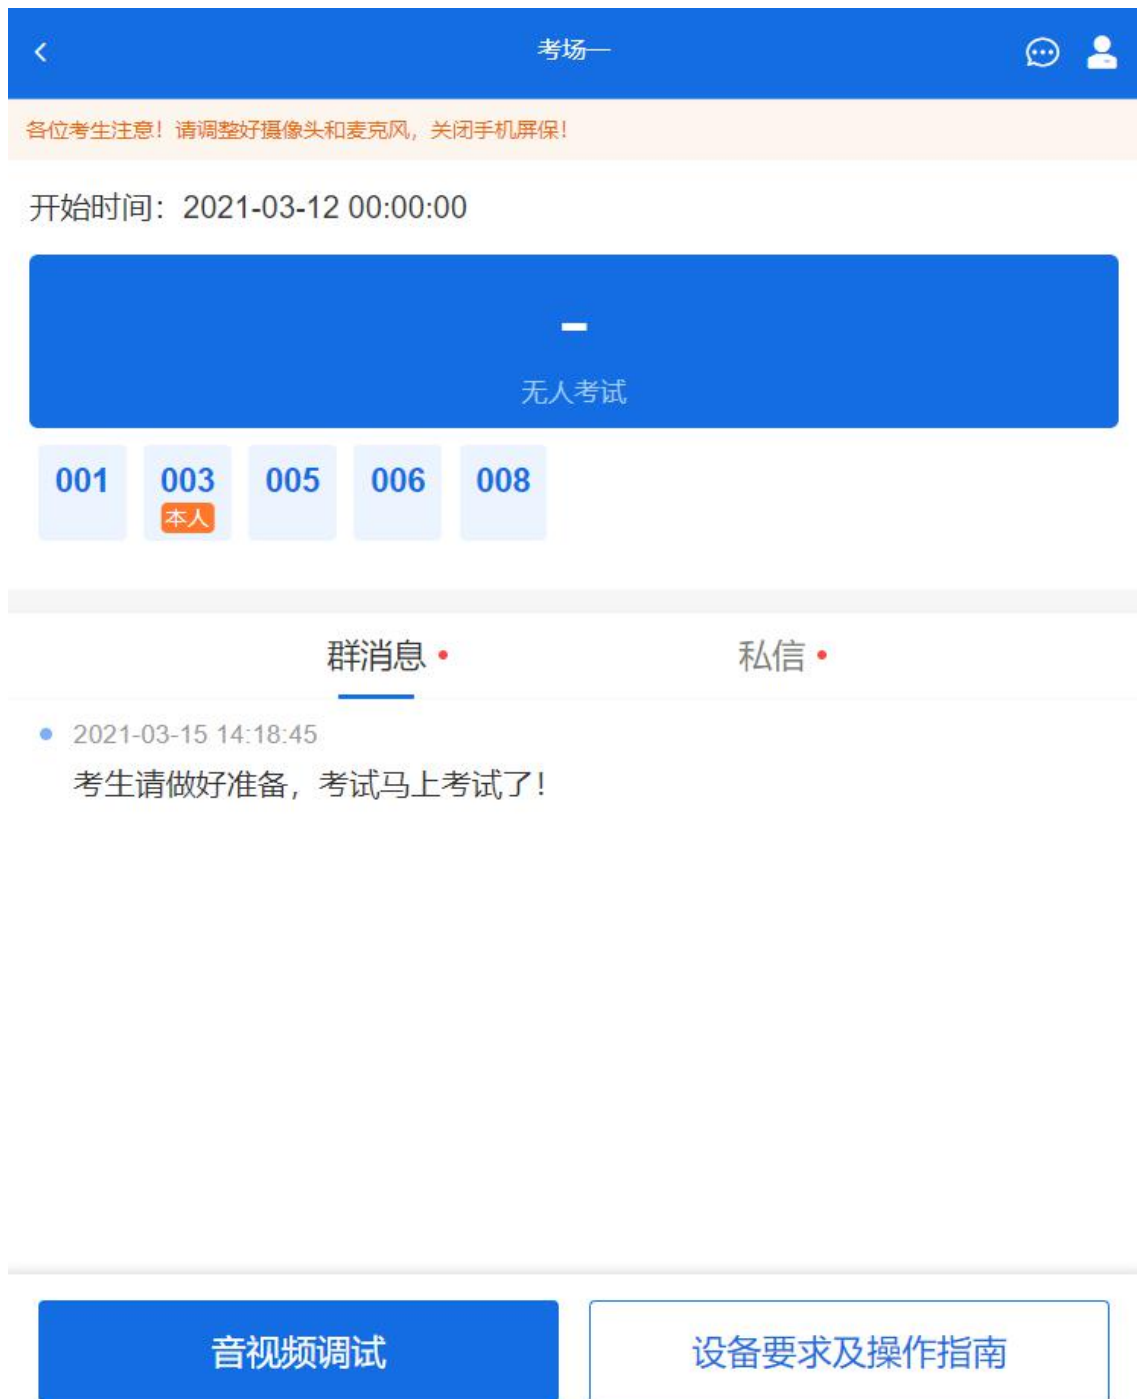 考场一
各位考生注意！请调整好摄像头和麦克风，关闭手机屏保！
开始时间：2021-03-12 00:00:00
-
无人考试
001 003 005 006 008
本人
群消息 私信
2021-03-15 14:18:45
考生请做好准备，考试马上考试了！
音视频调试 设备要求及操作指南